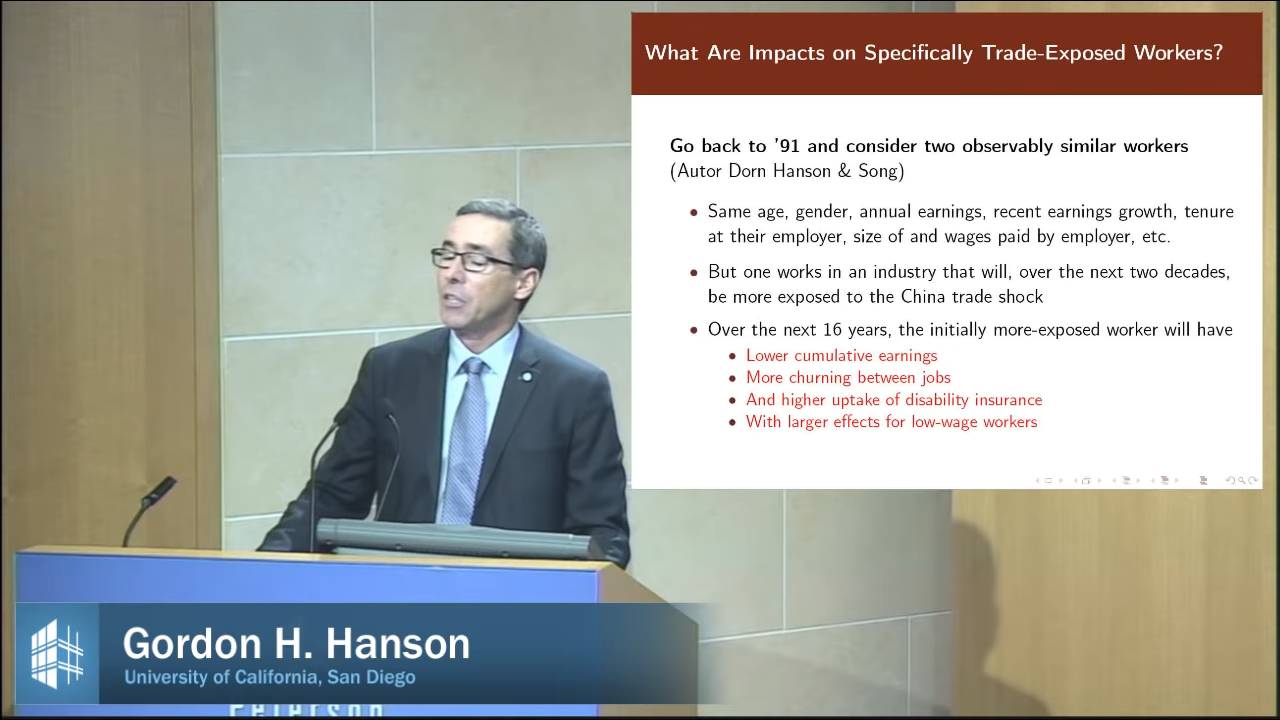 What Are Impacts on Specifically Trade-Exposed Workers?
Go back to '91 and consider two observably similar workers
(Autor Dorn Hanson & Song)
• Same age, gender, annual earnings, recent earnings growth, tenure
at their employer, size of and wages paid by employer, etc.
• But one works in an industry that will, over the next two decades,
be more exposed to the China trade shock
• Over the next 16 years, the initially more-exposed worker will have
• Lower cumulative earnings
• More churning between jobs
• And higher uptake of disability insurance
• With larger effects for low-wage workers
Gordon H. Hanson
University of California, San Diego
Peterson